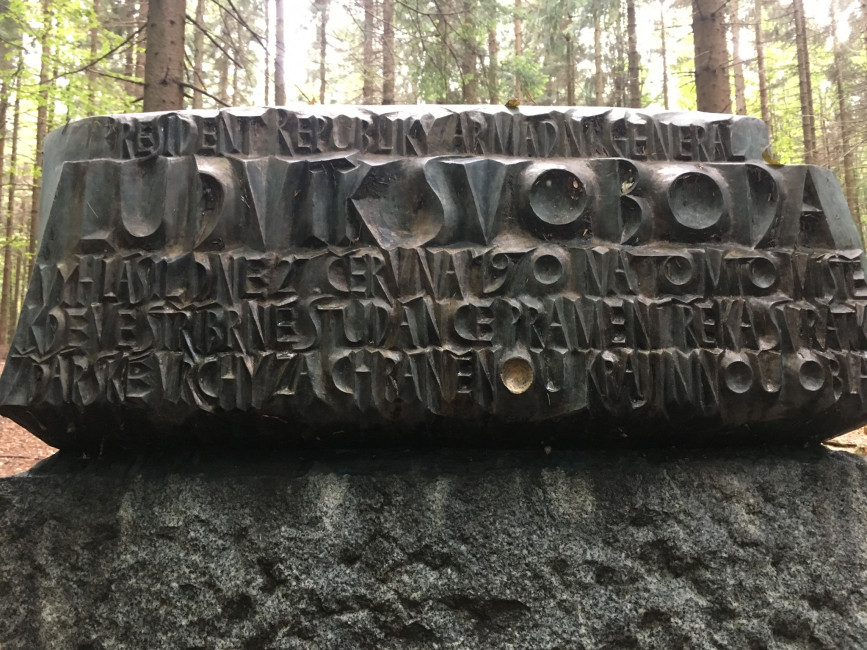 PRESIDENT REPUBLIKY ARMÁDNÍ GENERÁL
LUDVÍK SVOBODA
VYHLÁSIL DNE 27. ČERVNA 1970 NA TOMTO
KDE VE STŘÍBRNÉ STUDÁNCE PRAMENÍ ŘEKA
ŽĎÁRSKÉ VRCHY ZA CHRÁNĚNOU KRAJINNOU